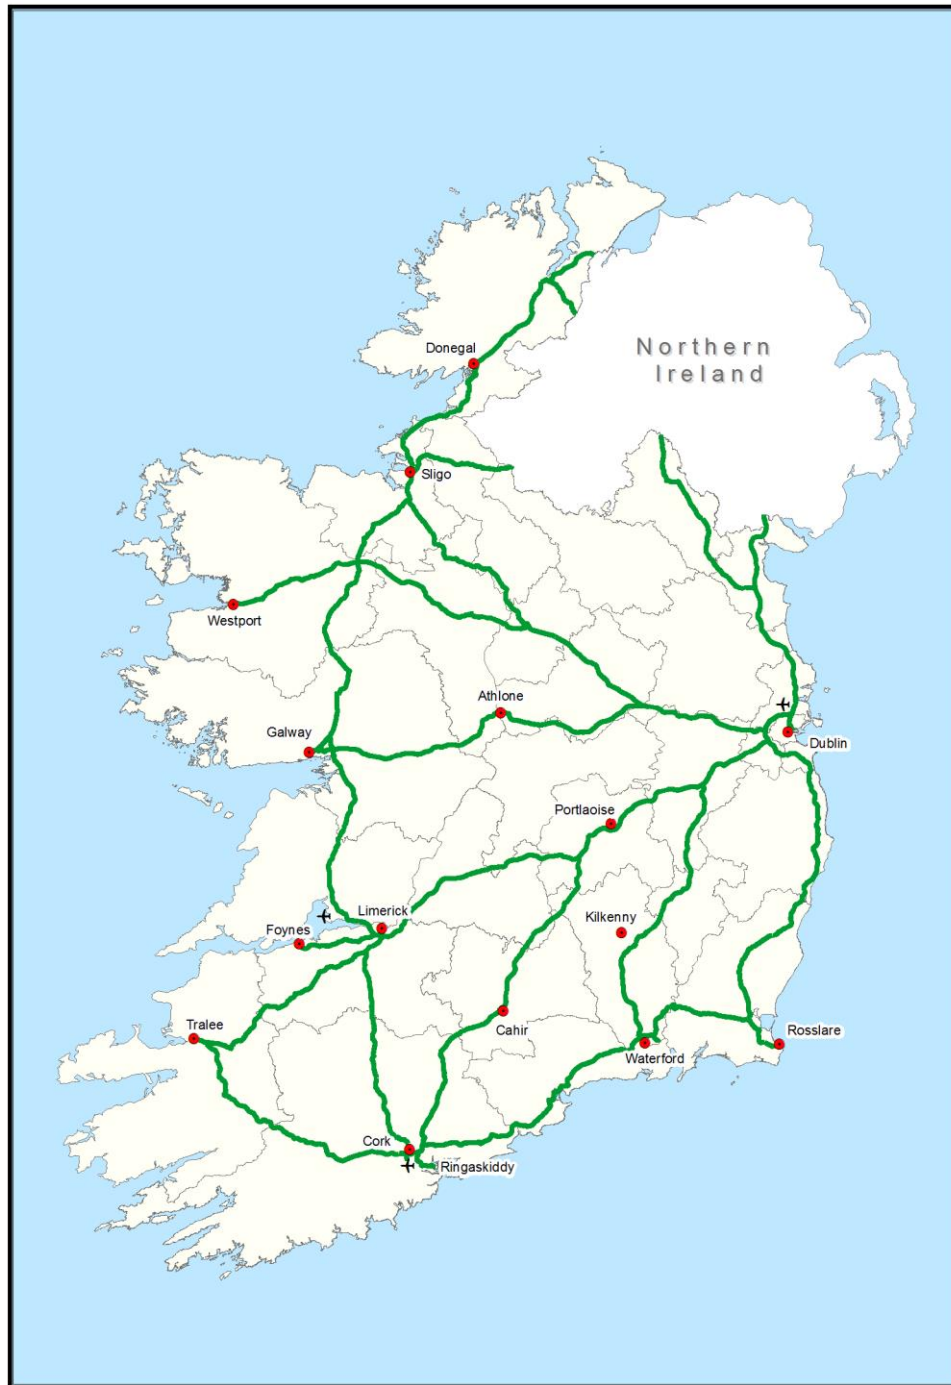 Northern
Ireland
Donegal
Sligo
Westport
Athlone
Galway
Dublin
Portlaoise
Limerick
Kilkenny
Foynes
Tralee
Cahir
Rosslare
Waterford
Cork
Ringaskiddy